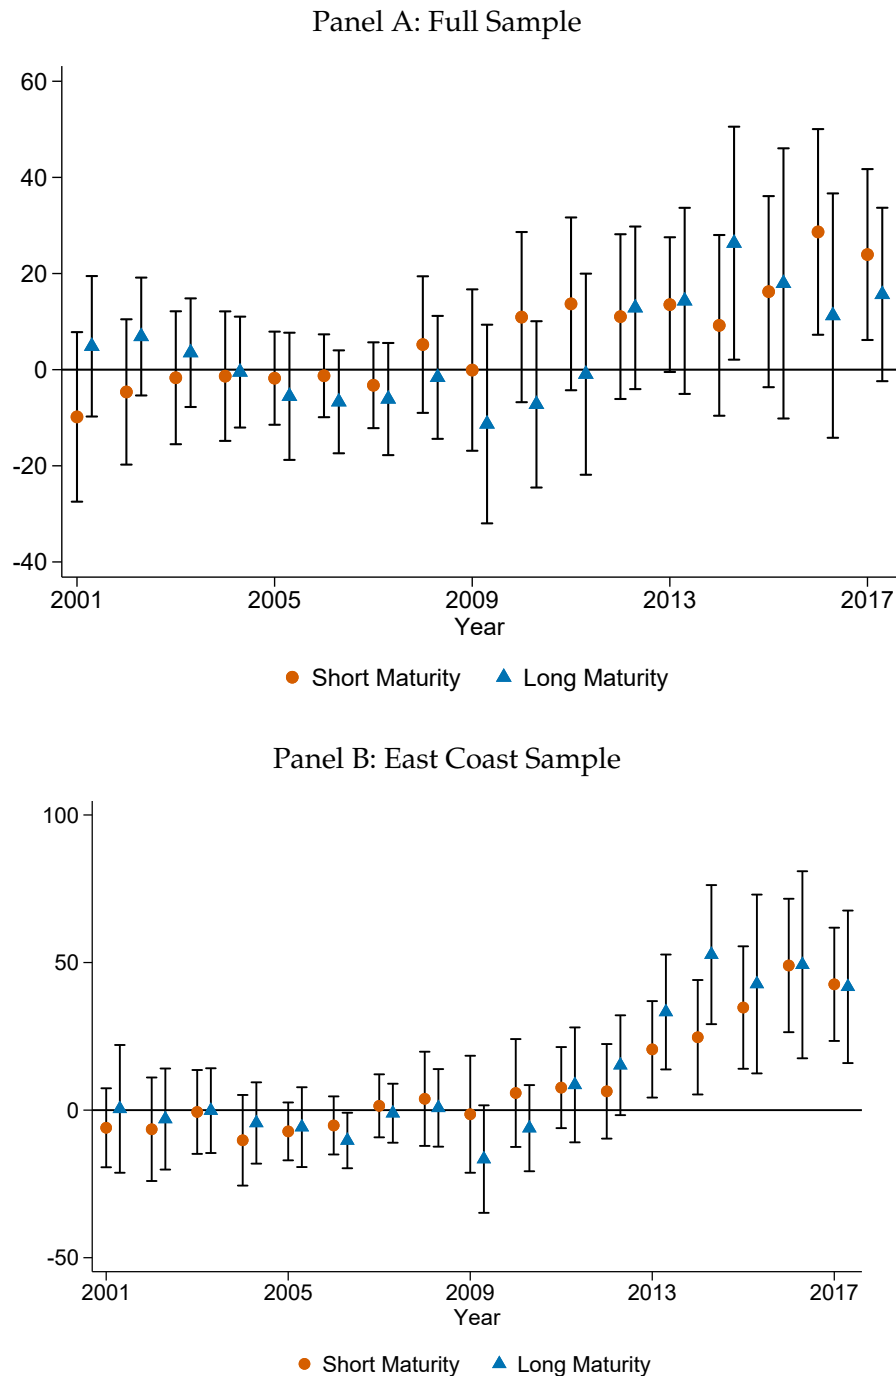 Panel A: Full Sample
60
40
20
0
-20
-40
2001 2005 2009 2013 2017
Year
Short Maturity Long Maturity
Panel B: East Coast Sample
100
50
0
-50
2001 2005 2009 2013 2017
Year
Short Maturity Long Maturity